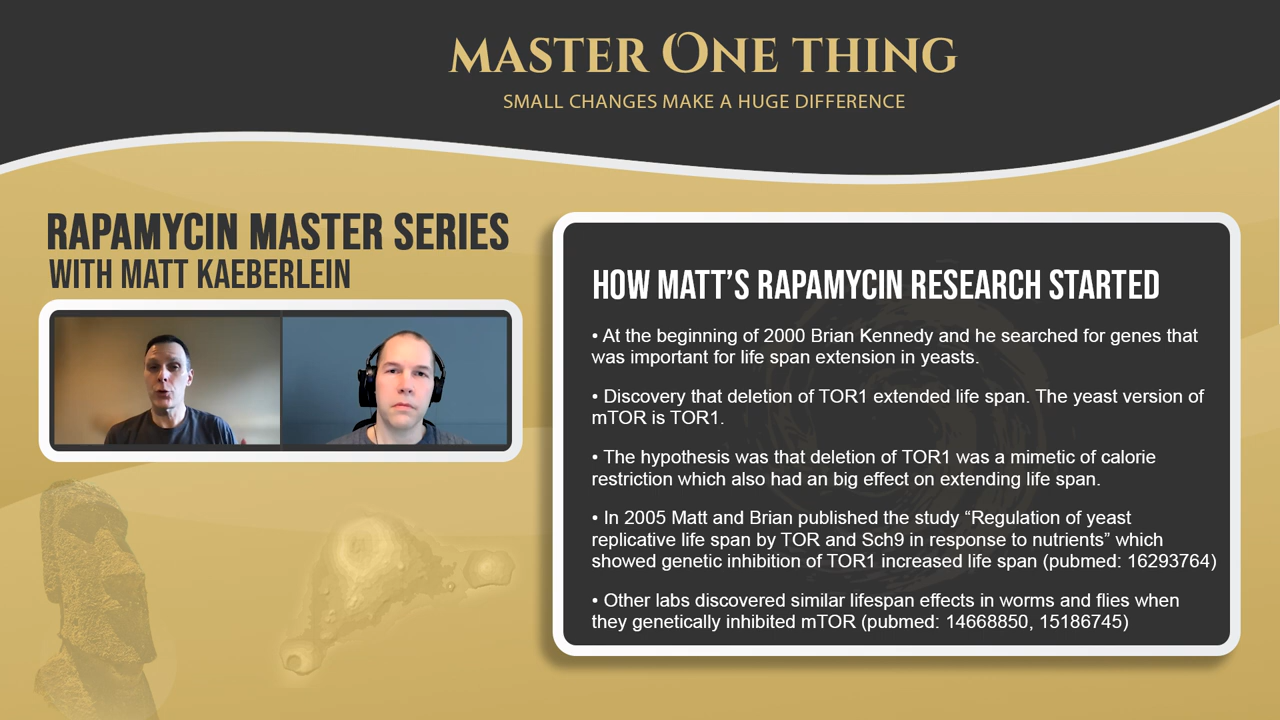 MASTER ONE THING
SMALL CHANGES MAKE A HUGE DIFFERENCE
RAPAMYCIN MASTER SERIES
WITH MATT KAEBERLEIN
HOW MATT’S RAPAMYCIN RESEARCH STARTED
• At the beginning of 2000 Brian Kennedy and he searched for genes that
was important for life span extension in yeasts.
• Discovery that deletion of TOR1 extended life span. The yeast version of
mTOR is TOR1.
• The hypothesis was that deletion of TOR1 was a mimetic of calorie
restriction which also had an big effect on extending life span.
• In 2005 Matt and Brian published the study “Regulation of yeast
replicative life span by TOR and Sch9 in response to nutrients” which
showed genetic inhibition of TOR1 increased life span (pubmed: 16293764)
• Other labs discovered similar lifespan effects in worms and flies when
they genetically inhibited mTOR (pubmed: 14668850, 15186745)